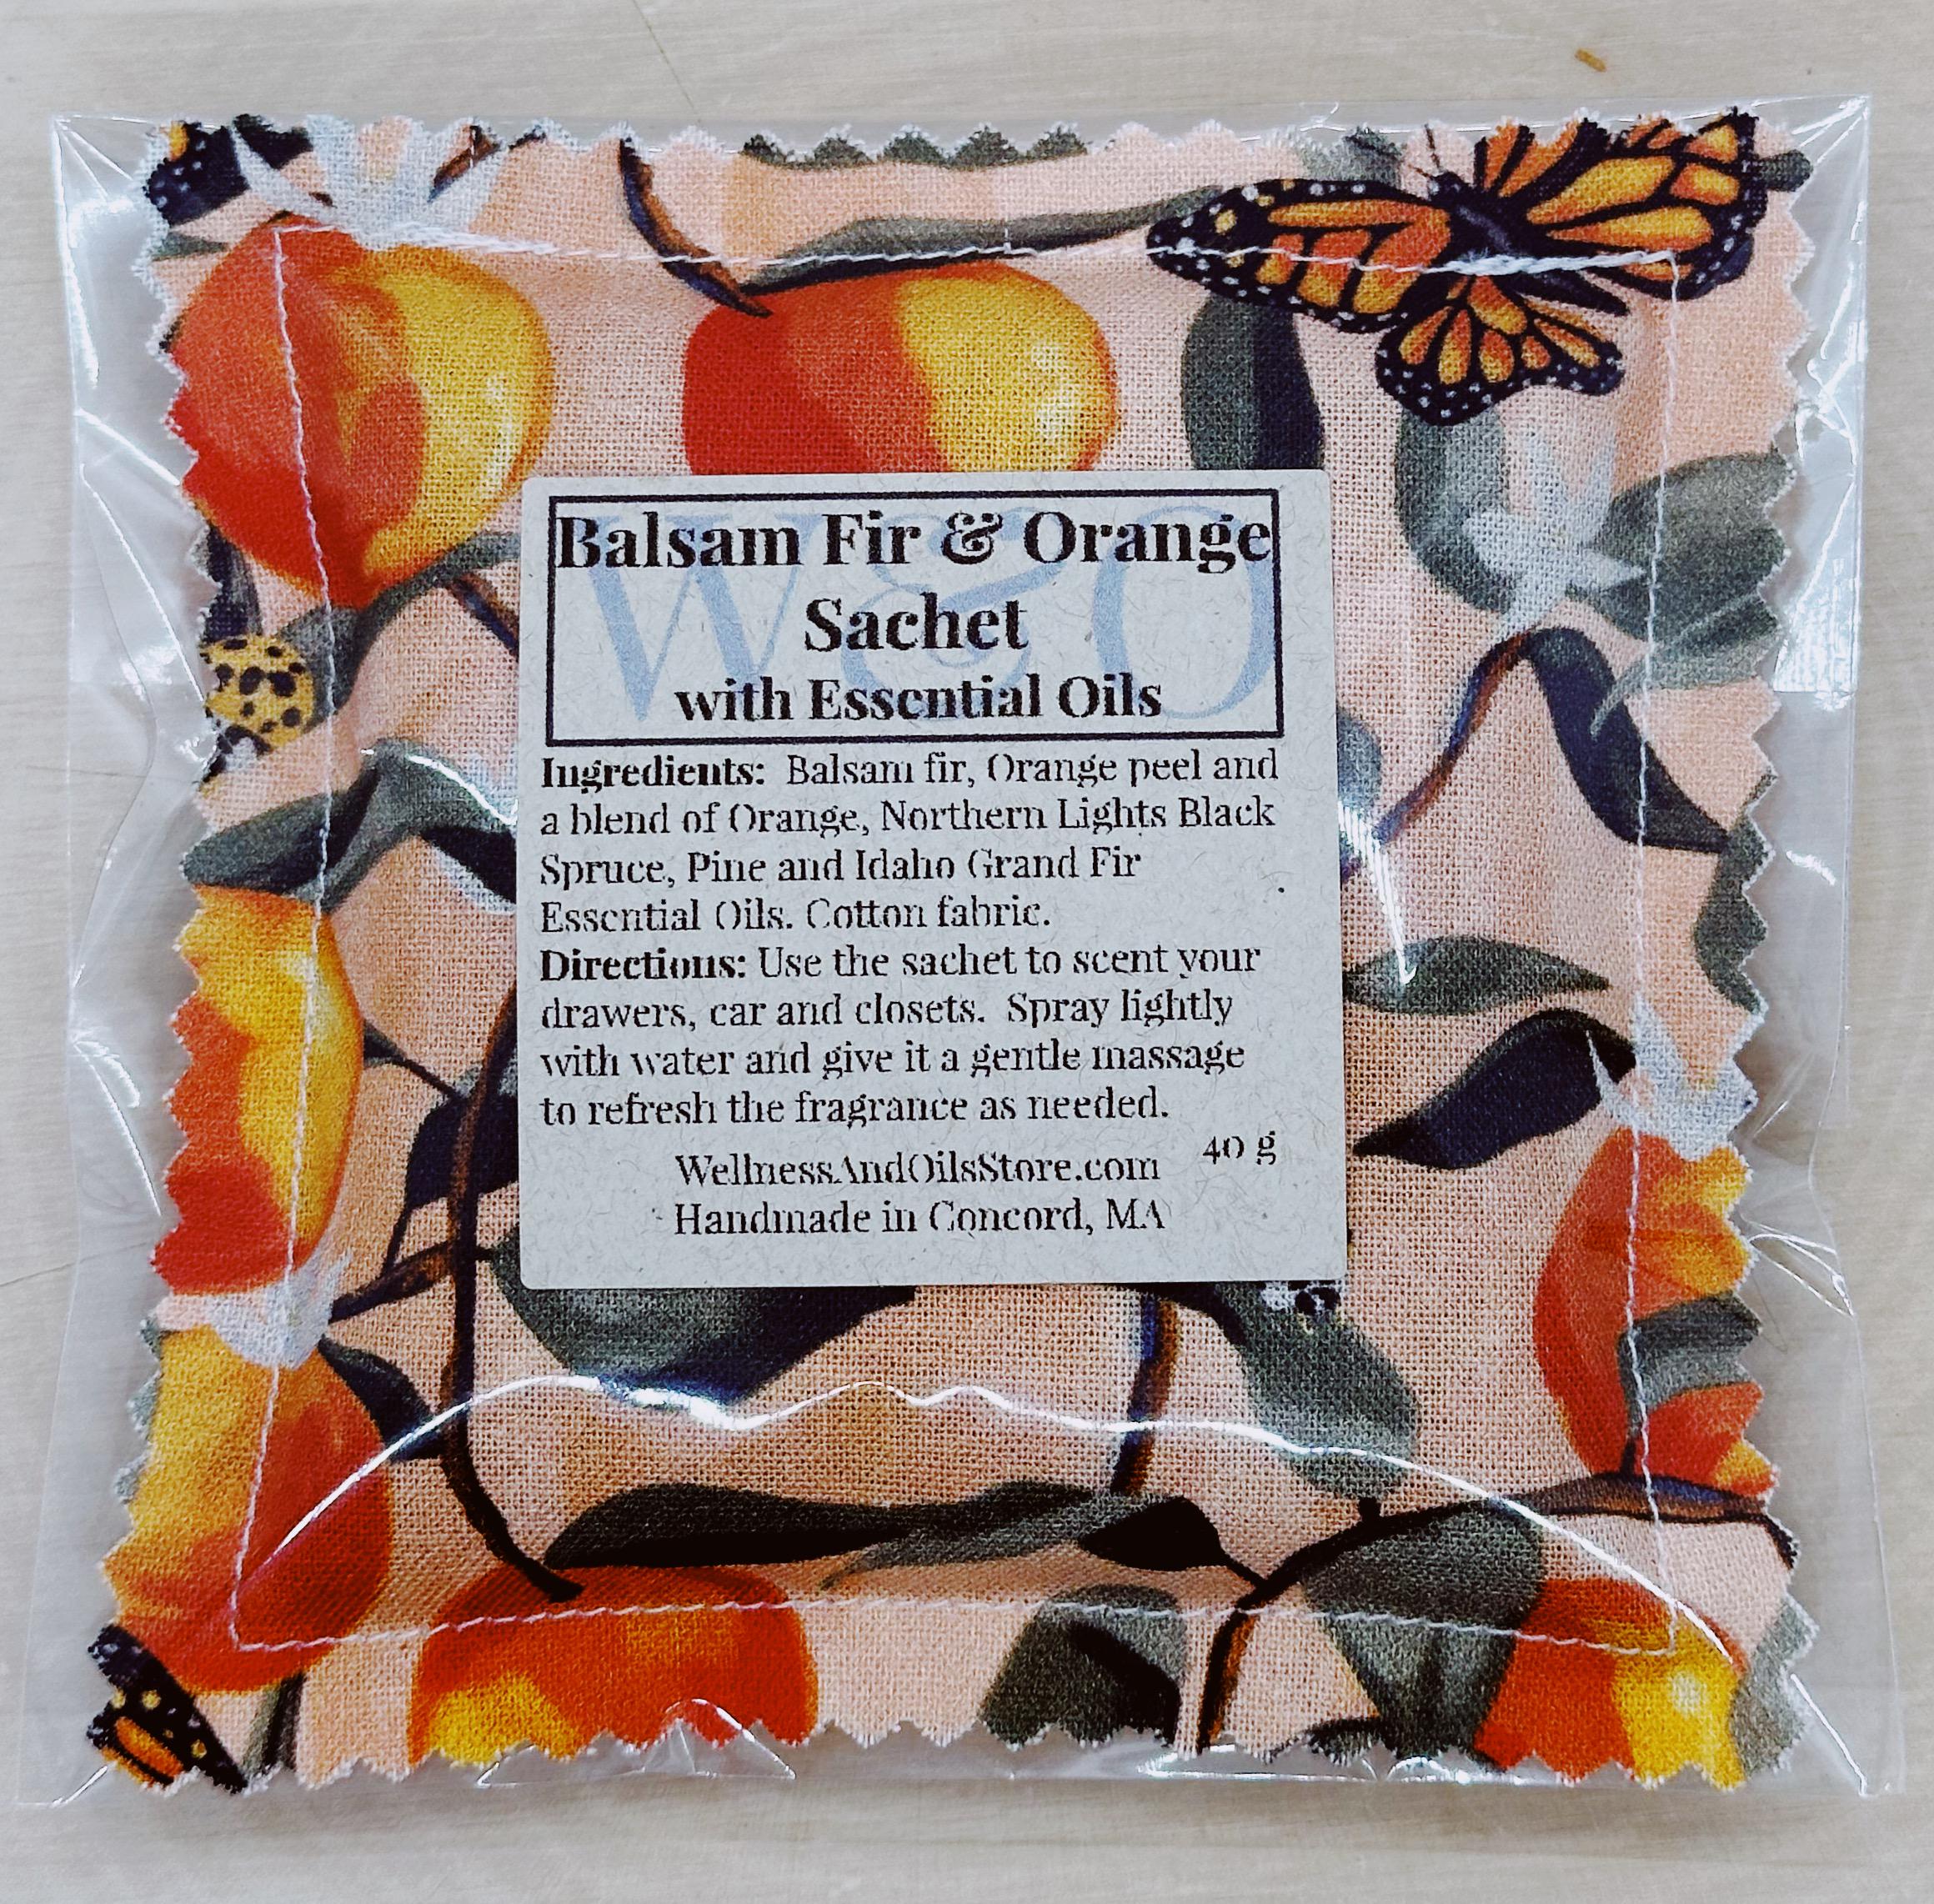 W&O
Balsam Fir & Orange
Sachet
with Essential Oils
Ingredients: Balsam fir, Orange peel and
a blend of Orange, Northern Lights Black
Spruce, Pine and Idaho Grand Fir
Essential Oils. Cotton fabric.
Directions: Use the sachet to scent your
drawers, car and closets. Spray lightly
with water and give it a gentle massage
to refresh the fragrance as needed.
40 g
WellnessAndOilsStore.com
Handmade in Concord, MA